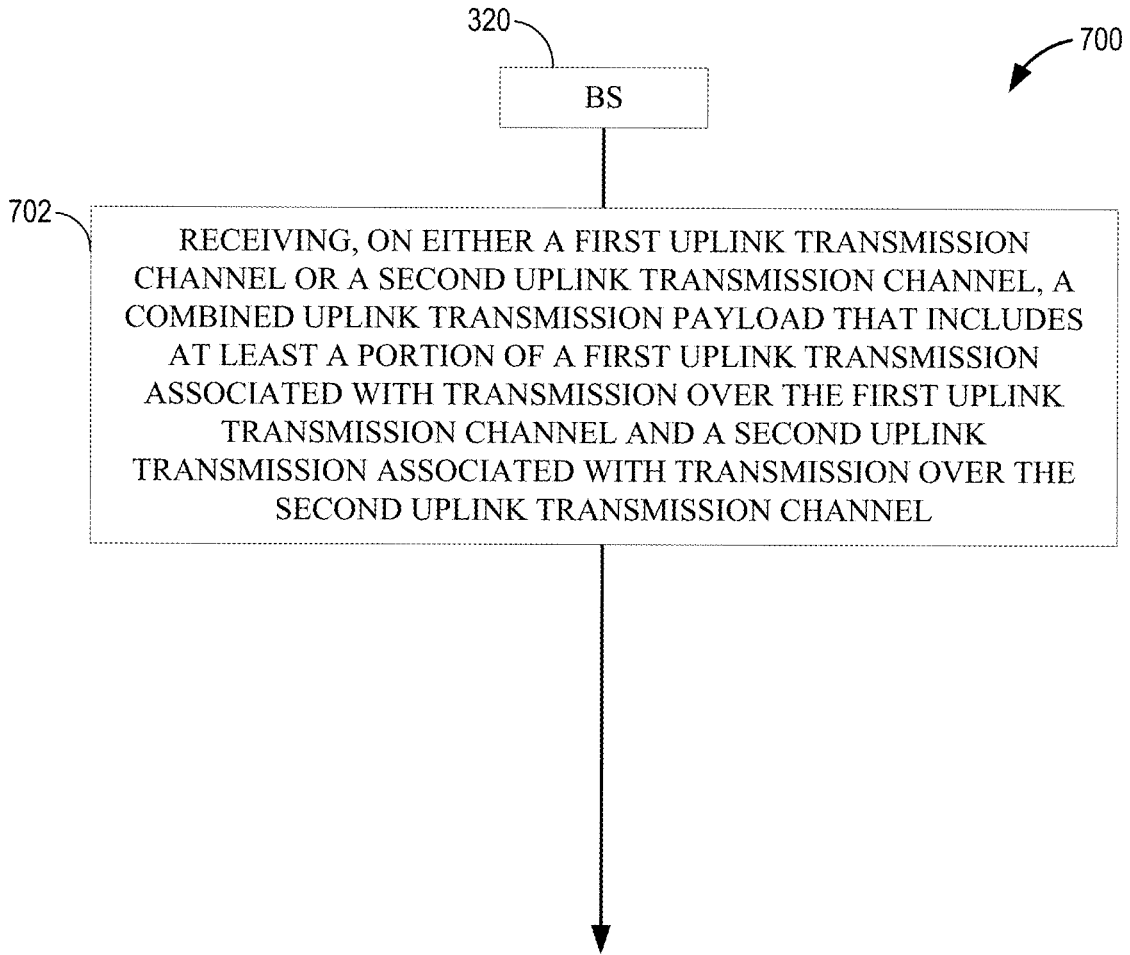 320
700
BS
702
RECEIVING, ON EITHER A FIRST UPLINK TRANSMISSION
CHANNEL OR A SECOND UPLINK TRANSMISSION CHANNEL, A
COMBINED UPLINK TRANSMISSION PAYLOAD THAT INCLUDES
AT LEAST A PORTION OF A FIRST UPLINK TRANSMISSION
ASSOCIATED WITH TRANSMISSION OVER THE FIRST UPLINK
TRANSMISSION CHANNEL AND A SECOND UPLINK
TRANSMISSION ASSOCIATED WITH TRANSMISSION OVER THE
SECOND UPLINK TRANSMISSION CHANNEL